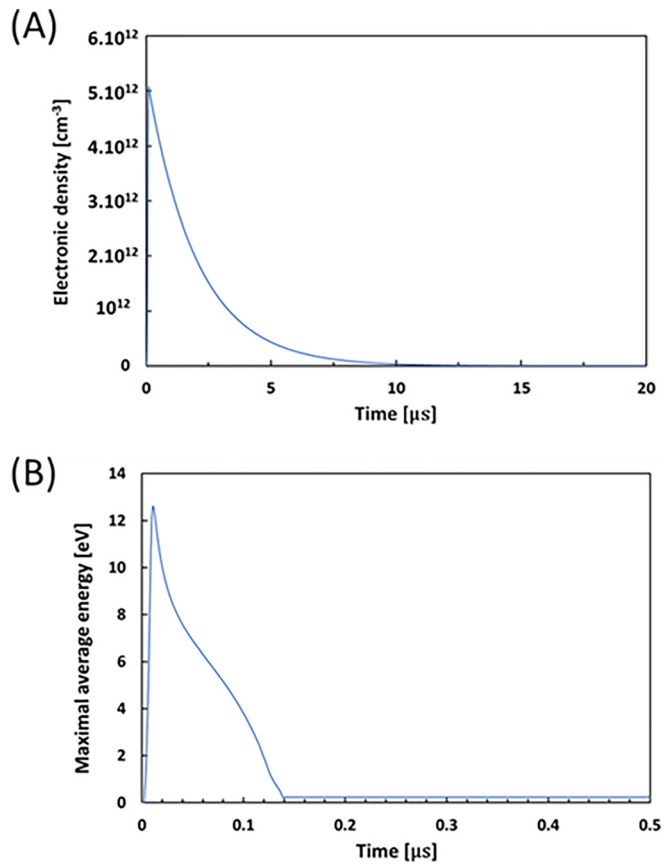 (A)
6.10¹²
5.10¹²
4.10¹²
3.10¹²
2.10¹²
10¹²
0
Electronic density [cm⁻³]
0 5 10 15 20
Time [µs]
(B)
14
12
10
8
6
4
2
0
Maximal average energy [eV]
0 0.1 0.2 0.3 0.4 0.5
Time [µs]